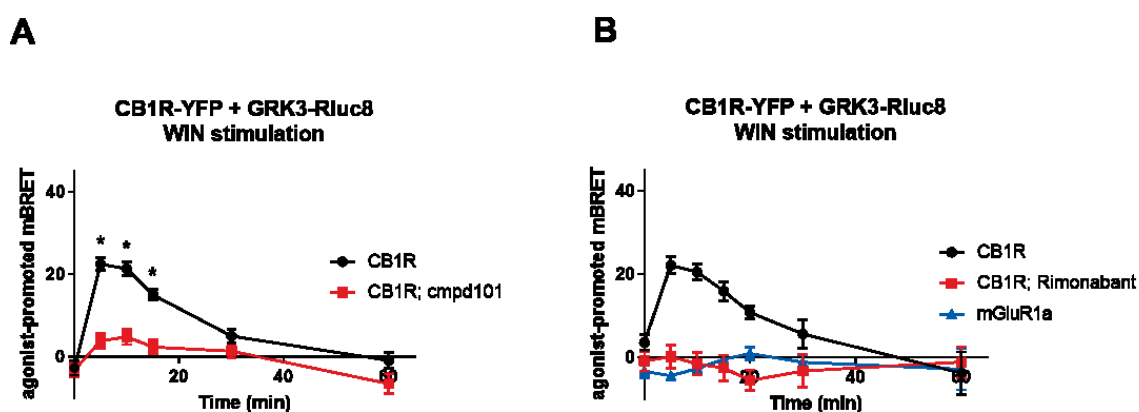 A
CB1R-YFP + GRK3-Rluc8
WIN stimulation
agonist-promoted mBRET
40
20
0
20
40
60
Time (min)
*
*
*
CB1R
CB1R; cmpd101
B
CB1R-YFP + GRK3-Rluc8
WIN stimulation
agonist-promoted mBRET
40
20
0
20
40
60
Time (min)
CB1R
CB1R; Rimonabant
mGluR1a